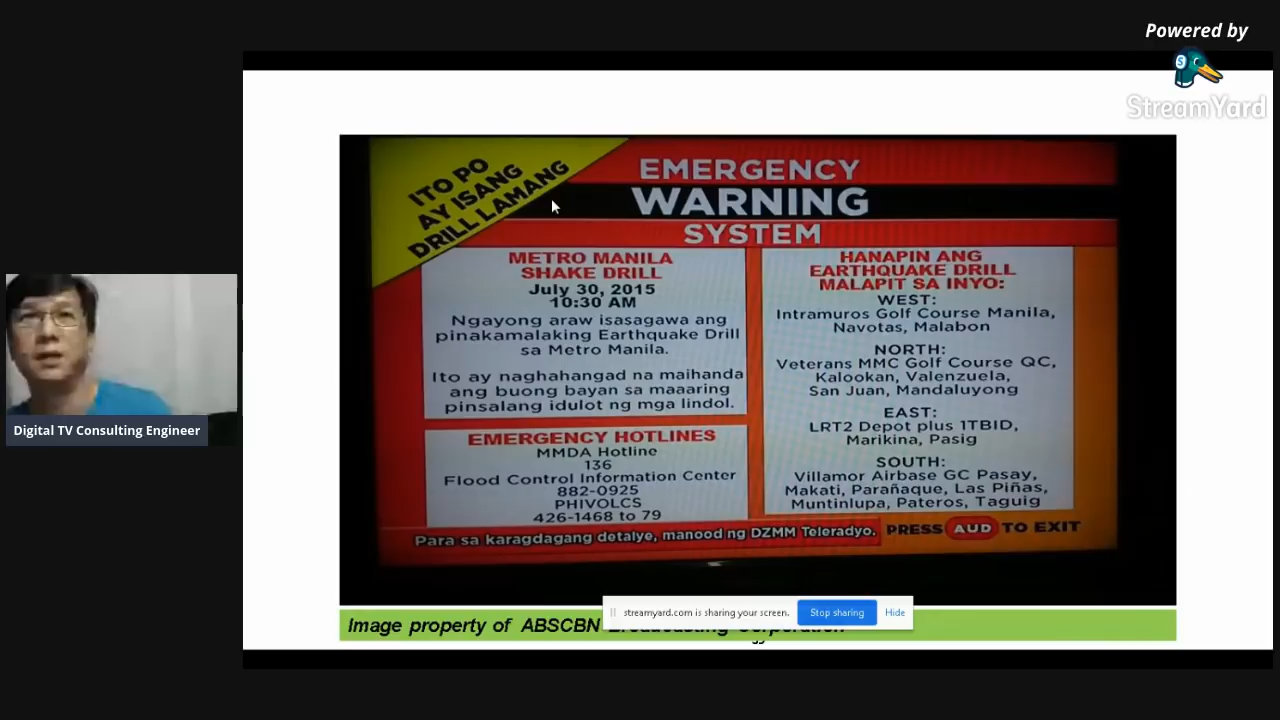 Powered by
StreamYard
ITO PO
AY ISANG
DRILL LAMANG
EMERGENCY
WARNING
SYSTEM
METRO MANILA
SHAKE DRILL
July 30, 2015
10:30 AM
Ngayong araw isasagawa ang
pinakamalaking Earthquake Drill
sa Metro Manila.
Ito ay naghahangad na maihanda
ang buong bayan sa maaaring
pinsalang idulot ng mga lindol.
EMERGENCY HOTLINES
MMDA Hotline
136
Flood Control Information Center
882-0925
PHIVOLCS
426-1468 to 79
HANAPIN ANG
EARTHQUAKE DRILL
MALAPIT SA INYO:
WEST:
Intramuros Golf Course Manila,
Navotas, Malabon
NORTH:
Veterans MMC Golf Course QC,
Kalookan, Valenzuela,
San Juan, Mandaluyong
EAST:
LRT2 Depot plus 1TBID,
Marikina, Pasig
SOUTH:
Villamor Airbase GC Pasay,
Makati, Parañaque, Las Piñas,
Muntinlupa, Pateros, Taguig
Para sa karagdagang detalye, manood ng DZMM Teleradyo.
PRESS AUD TO EXIT
Digital TV Consulting Engineer
streamyard.com is sharing your screen.
Stop sharing
Hide
Image property of ABSCBN Broadcasting Corporation